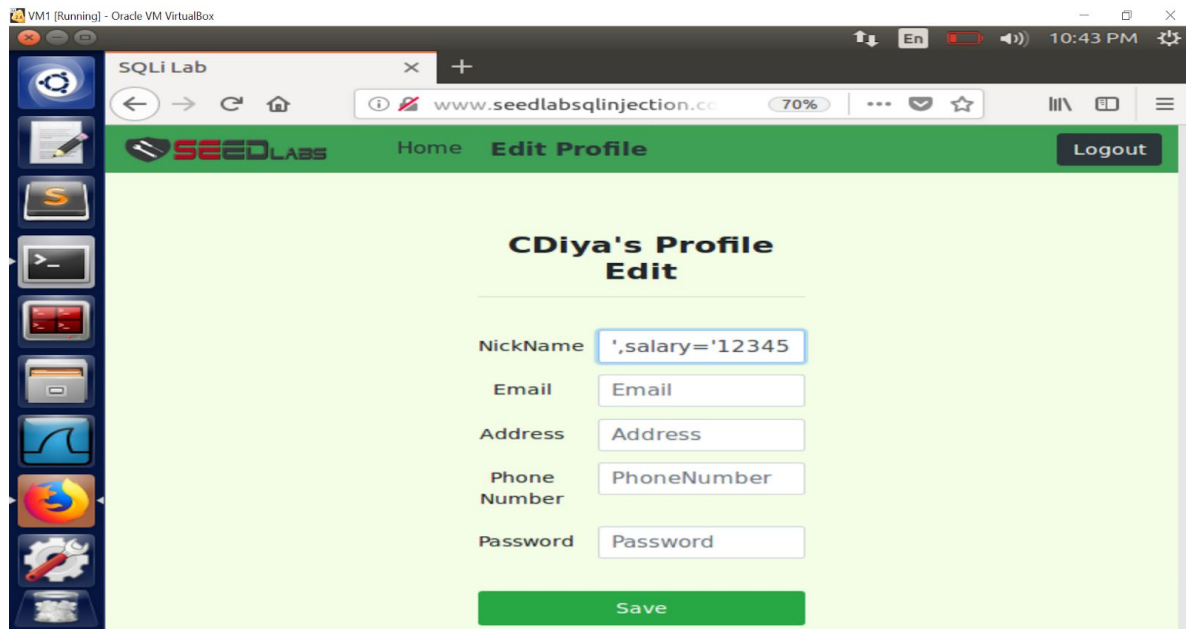 VM1 [Running] - Oracle VM VirtualBox
En 10:43 PM
SQLi Lab
www.seedlabsqlinjection.co 70%
SEEDLABS Home Edit Profile Logout
CDiya's Profile
Edit
NickName ',salary='12345
Email Email
Address Address
Phone
Number PhoneNumber
Password Password
Save